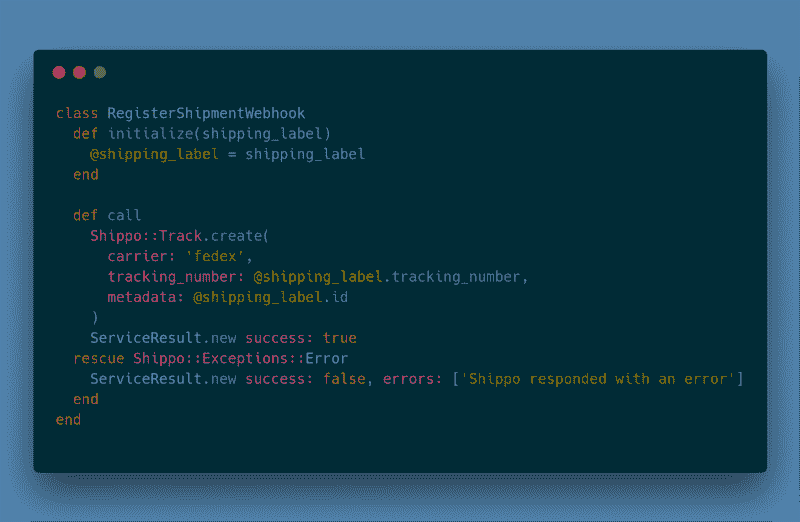 class RegisterShipmentWebhook
  def initialize(shipping_label)
    @shipping_label = shipping_label
  end

  def call
    Shippo::Track.create(
      carrier: 'fedex',
      tracking_number: @shipping_label.tracking_number,
      metadata: @shipping_label.id
    )
    ServiceResult.new success: true
  rescue Shippo::Exceptions::Error
    ServiceResult.new success: false, errors: ['Shippo responded with an error']
  end
end